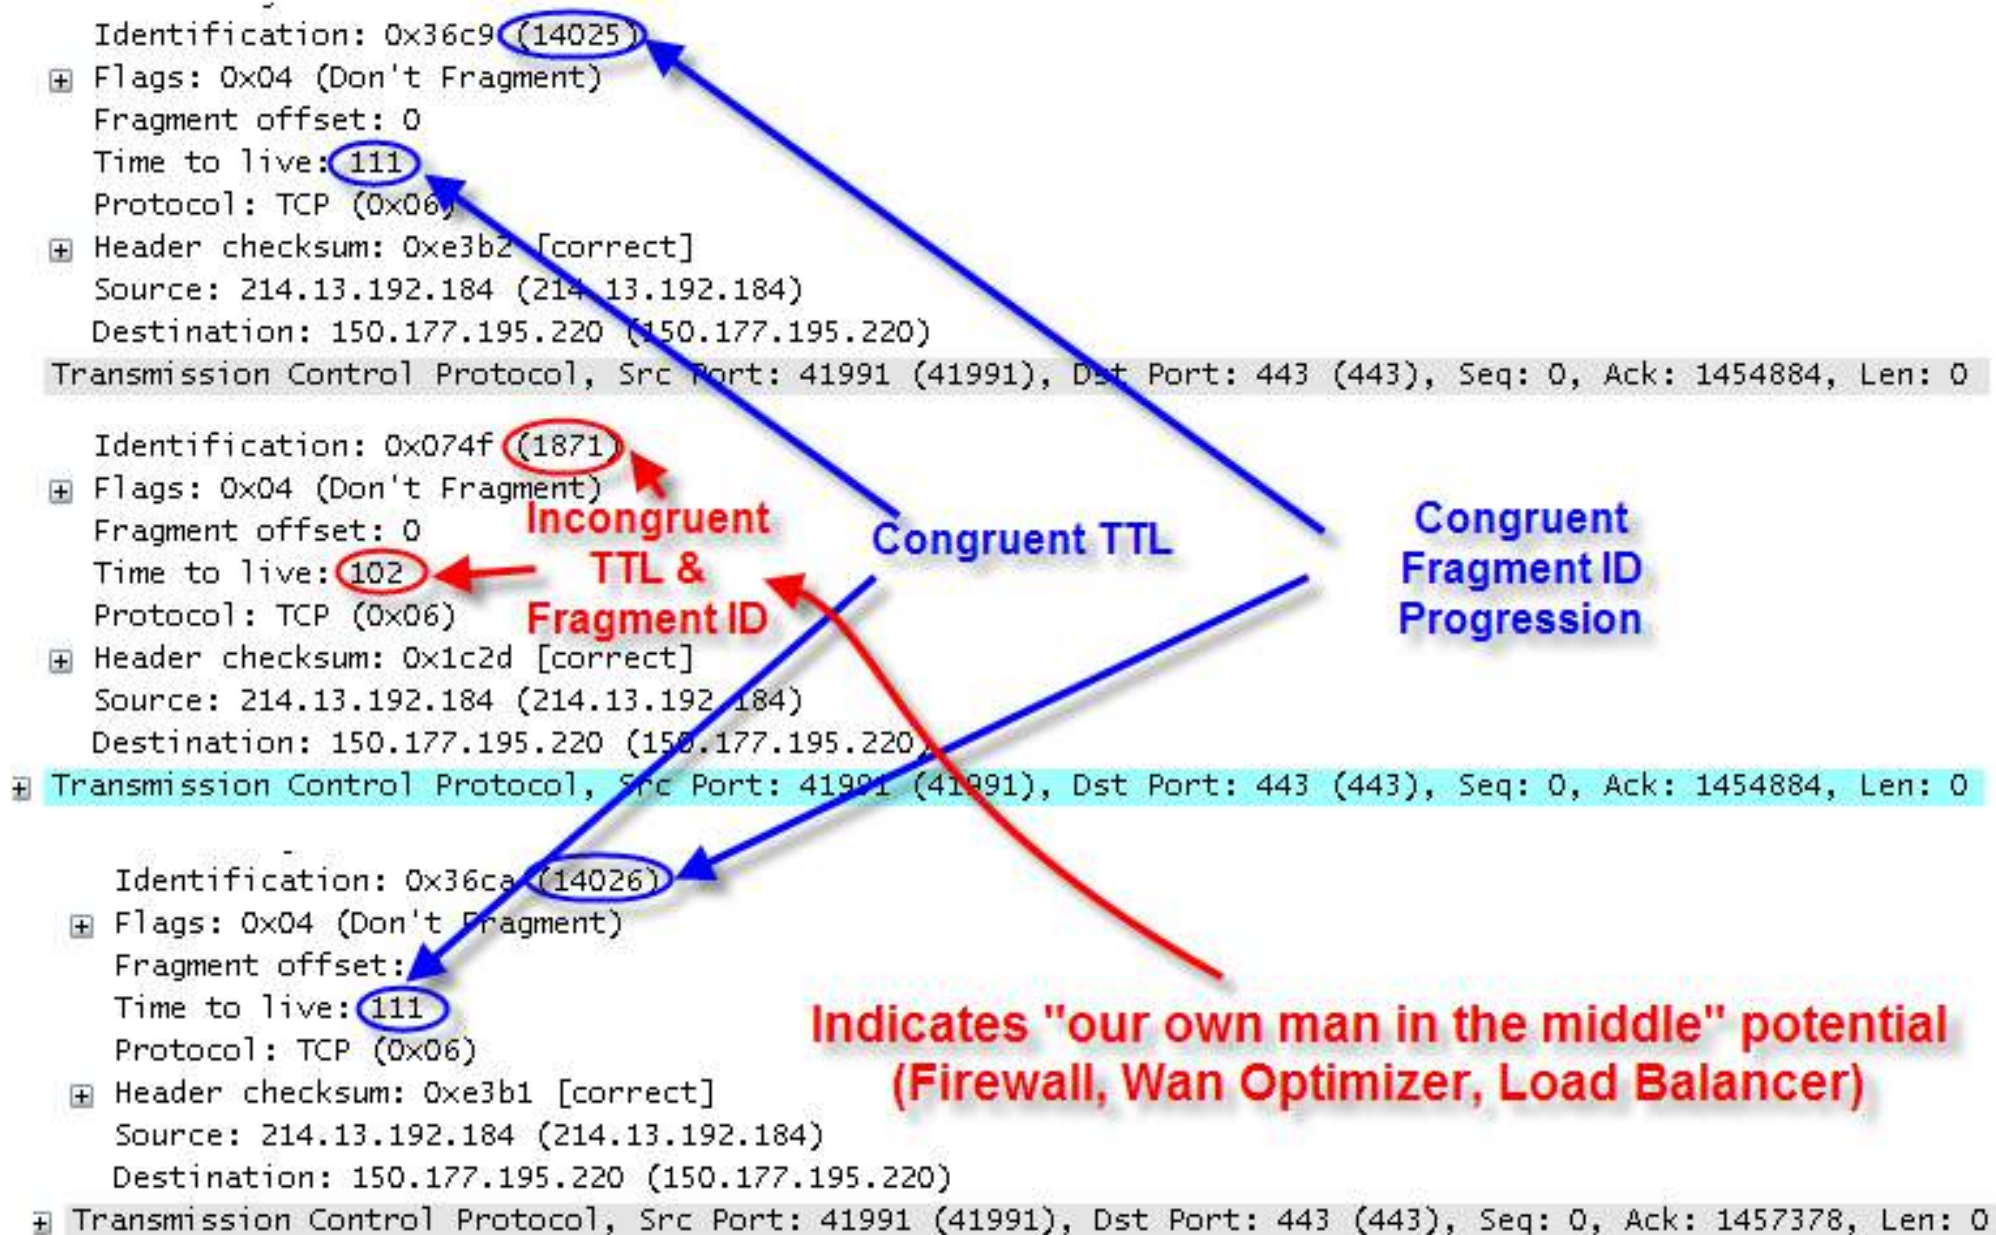 Identification: 0x36c9 (14025)
Flags: 0x04 (Don't Fragment)
Fragment offset: 0
Time to live: 111
Protocol: TCP (0x06)
Header checksum: 0xe3b2 [correct]
Source: 214.13.192.184 (214.13.192.184)
Destination: 150.177.195.220 (150.177.195.220)
Transmission Control Protocol, Src Port: 41991 (41991), Dst Port: 443 (443), Seq: 0, Ack: 1454884, Len: 0
Identification: 0x074f (1871)
Flags: 0x04 (Don't Fragment)
Fragment offset: 0
Time to live: 102
Protocol: TCP (0x06)
Header checksum: 0x1c2d [correct]
Source: 214.13.192.184 (214.13.192.184)
Destination: 150.177.195.220 (150.177.195.220)
Transmission Control Protocol, Src Port: 41991 (41991), Dst Port: 443 (443), Seq: 0, Ack: 1454884, Len: 0
Incongruent
TTL &
Fragment ID
Congruent TTL
Congruent
Fragment ID
Progression
Identification: 0x36ca (14026)
Flags: 0x04 (Don't Fragment)
Fragment offset:
Time to live: 111
Protocol: TCP (0x06)
Header checksum: 0xe3b1 [correct]
Source: 214.13.192.184 (214.13.192.184)
Destination: 150.177.195.220 (150.177.195.220)
Transmission Control Protocol, Src Port: 41991 (41991), Dst Port: 443 (443), Seq: 0, Ack: 1457378, Len: 0
Indicates "our own man in the middle" potential
(Firewall, Wan Optimizer, Load Balancer)